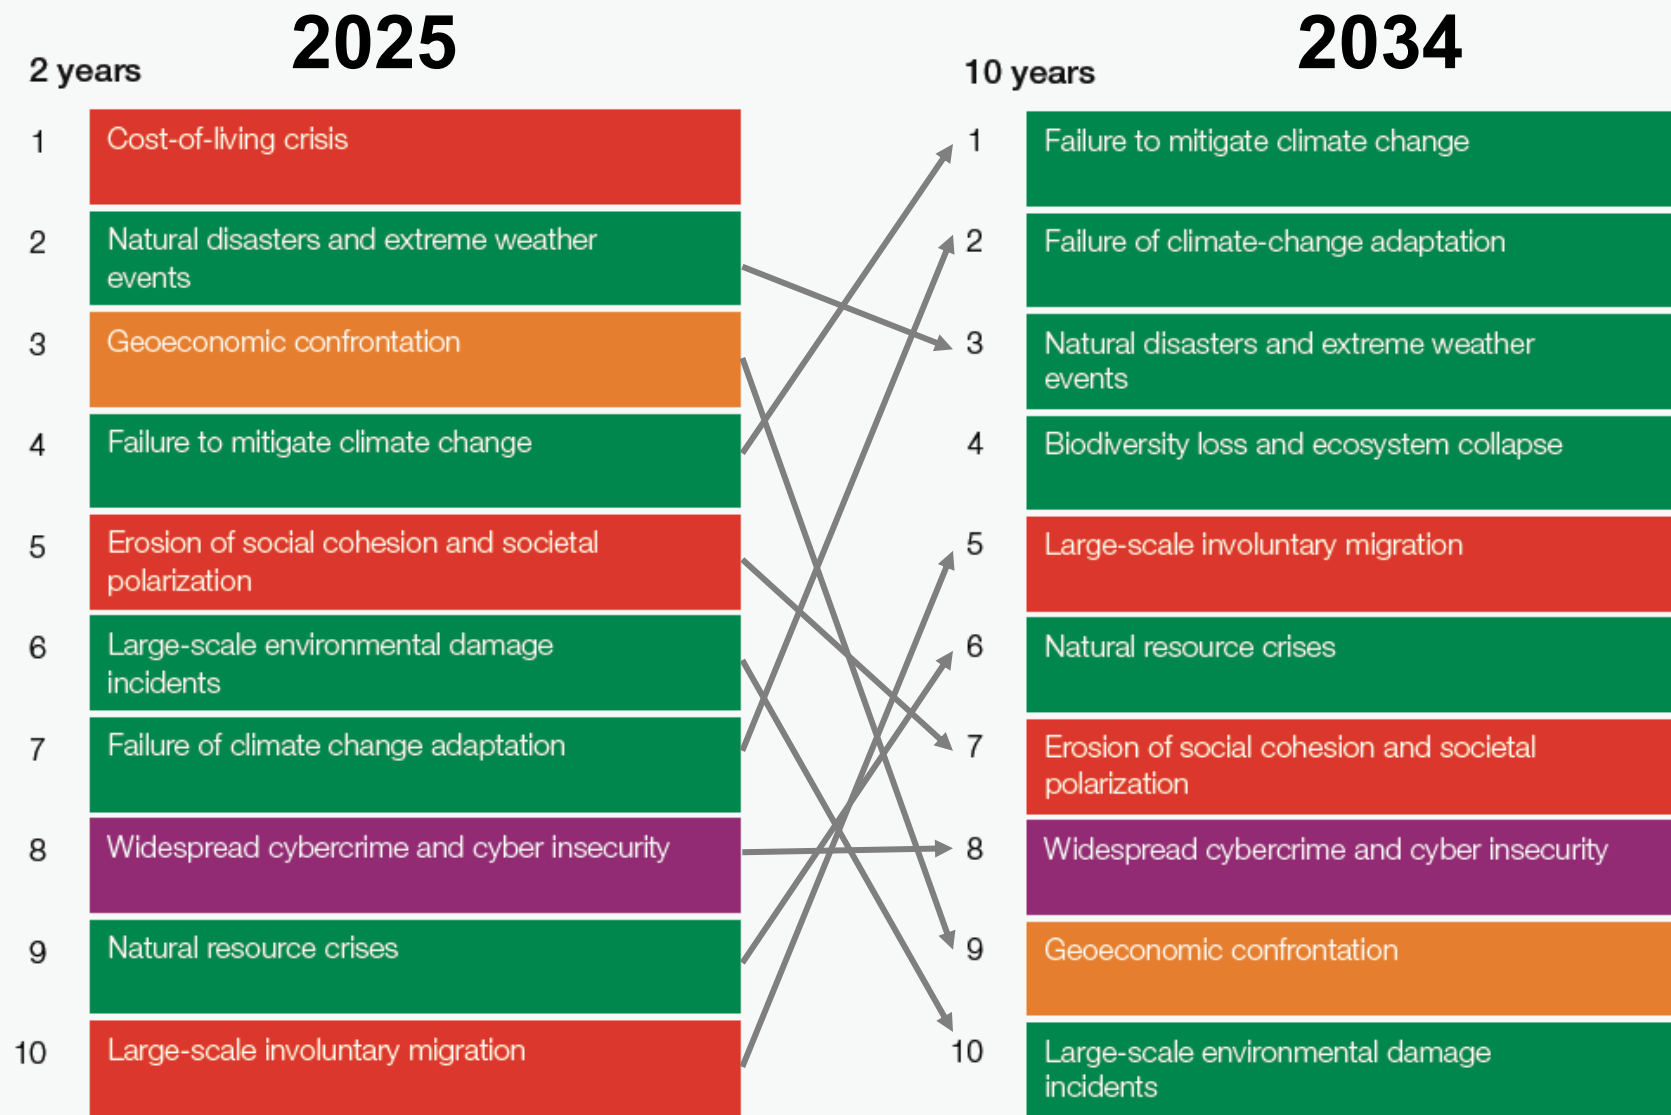 2025
2 years
1
Cost-of-living crisis
2
Natural disasters and extreme weather
events
3
Geoeconomic confrontation
4
Failure to mitigate climate change
5
Erosion of social cohesion and societal
polarization
6
Large-scale environmental damage
incidents
7
Failure of climate change adaptation
8
Widespread cybercrime and cyber insecurity
9
Natural resource crises
10
Large-scale involuntary migration
2034
10 years
1
Failure to mitigate climate change
2
Failure of climate-change adaptation
3
Natural disasters and extreme weather
events
4
Biodiversity loss and ecosystem collapse
5
Large-scale involuntary migration
6
Natural resource crises
7
Erosion of social cohesion and societal
polarization
8
Widespread cybercrime and cyber insecurity
9
Geoeconomic confrontation
10
Large-scale environmental damage
incidents